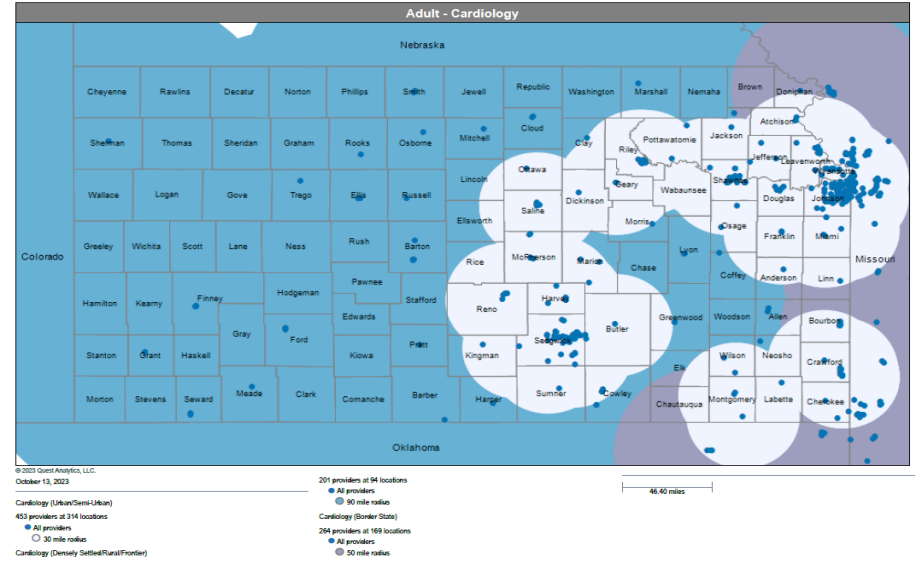 Adult - Cardiology
Nebraska
Cheyenne Rawlins Decatur Norton Phillips Smith Jewell Republic Washington Marshall Nemaha Brown Doniphan
Sherman Thomas Sheridan Graham Rooks Osborne Mitchell Cloud Clay Riley Pottawatomie Jackson Atchison
Jefferson Leavenworth
Wallace Logan Gove Trego Ellis Russell Lincoln Ottawa Geary Wabaunsee Shawnee Wyandotte
Saline Dickinson Douglas Johnson
Greeley Wichita Scott Lane Ness Rush Barton Ellsworth Morris Osage Franklin Miami
Colorado Rice McPherson Marion Chase Lyon Coffey Anderson Linn Missouri
Hamilton Kearny Finney Hodgeman Pawnee Stafford Reno Harvey Butler Greenwood Woodson Allen Bourbon
Gray Ford Edwards
Stanton Grant Haskell Kiowa Pratt Kingman Sedgwick Elk Wilson Neosho Crawford
Morton Stevens Seward Meade Clark Comanche Barber Harper Sumner Cowley Chautauqua Montgomery Labette Cherokee
Oklahoma
© 2023 Quest Analytics, LLC.
October 13, 2023
Cardiology (Urban/Semi-Urban)
453 providers at 314 locations
All providers
30 mile radius
Cardiology (Densely Settled/Rural/Frontier)
201 providers at 94 locations
All providers
90 mile radius
Cardiology (Border State)
264 providers at 169 locations
All providers
50 mile radius
46.40 miles